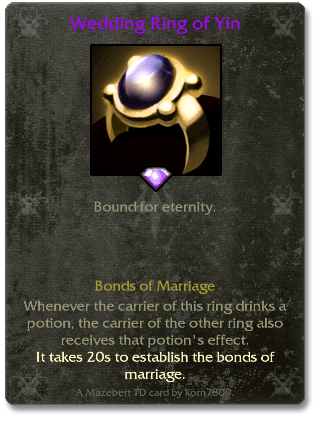 Wedding Ring of Yin
Bound for eternity.
Bonds of Marriage
Whenever the carrier of this ring drinks a
potion, the carrier of the other ring also
receives that potion's effect.
It takes 20s to establish the bonds of
marriage.
A Mazebert TD card by korn7809.